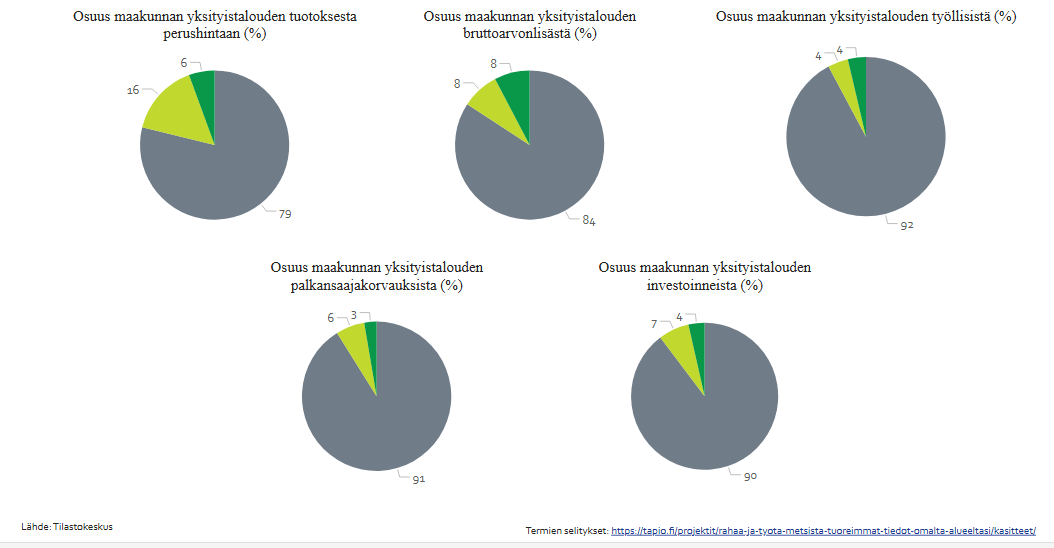 Osuus maakunnan yksityistalouden tuotoksesta
perushintaan (%)
6
16
79
Osuus maakunnan yksityistalouden
bruttoarvonlisästä (%)
8
8
84
Osuus maakunnan yksityistalouden työllisistä (%)
4
4
92
Osuus maakunnan yksityistalouden
palkansaajakorvauksista (%)
6
3
91
Osuus maakunnan yksityistalouden
investoinneista (%)
7
4
90
Lähde: Tilastokeskus
Termien selitykset: https://tapio.fi/projektit/rahaa-ja-tyota-metsista-tuoreimmat-tiedot-omalta-alueeltasi/kasitteet/